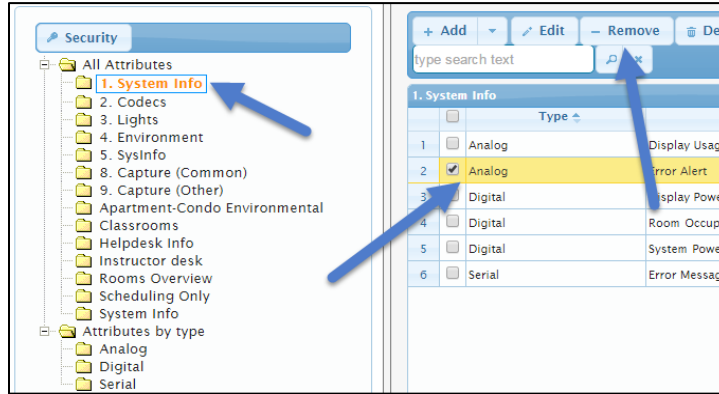 Security
All Attributes
1. System Info
2. Codecs
3. Lights
4. Environment
5. SysInfo
8. Capture (Common)
9. Capture (Other)
Apartment-Condo Environmental
Classrooms
Helpdesk Info
Instructor desk
Rooms Overview
Scheduling Only
System Info
Attributes by type
Analog
Digital
Serial
+ Add Edit – Remove De
type search text ×
1. System Info
Type
1 Analog Display Usag
2 Analog Error Alert
3 Digital Display Powe
4 Digital Room Occup
5 Digital System Powe
6 Serial Error Messag